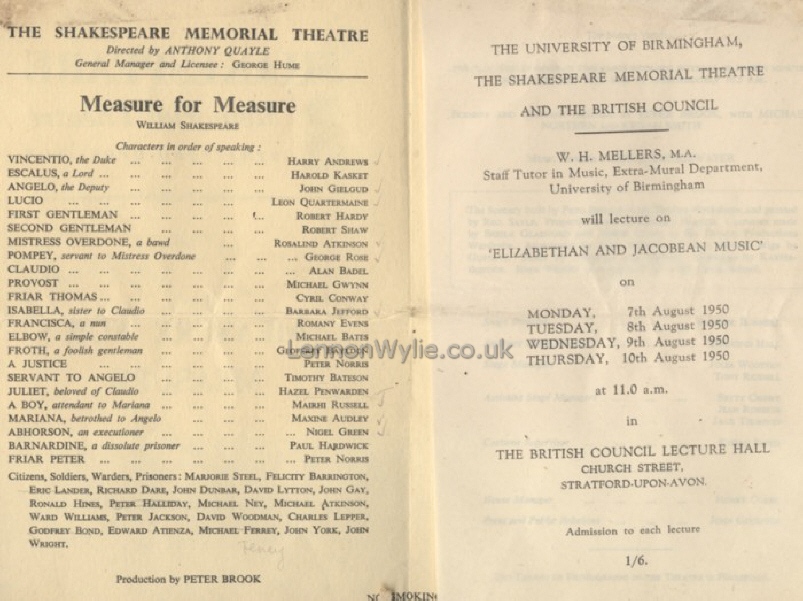 THE SHAKESPEARE MEMORIAL THEATRE
Directed by ANTHONY QUAYLE
General Manager and Licensee : GEORGE HUME
Measure for Measure
WILLIAM SHAKESPEARE
Characters in order of speaking :
VINCENTIO, the Duke ... ... ... ... ... HARRY ANDREWS
ESCALUS, a Lord ... ... ... ... ... ... HAROLD KASKET
ANGELO, the Deputy ... ... ... ... JOHN GIELGUD
LUCIO ... ... ... ... ... ... LEON QUARTERMAINE
FIRST GENTLEMAN ... ... ... ... ROBERT HARDY
SECOND GENTLEMAN ... ... ... ... ROBERT SHAW
MISTRESS OVERDONE, a bawd ... ROSALIND ATKINSON
POMPEY, servant to Mistress Overdone ... ... ... GEORGE ROSE
CLAUDIO ... ... ... ... ... ... ALAN BADEL
PROVOST ... ... ... ... ... ... MICHAEL GWYNN
FRIAR THOMAS ... ... ... ... ... CYRIL CONWAY
ISABELLA, sister to Claudio ... ... ... BARBARA JEFFORD
FRANCISCA, a nun ... ... ... ... ... ROMANY EVENS
ELBOW, a simple constable ... ... ... ... MICHAEL BATES
FROTH, a foolish gentleman ... ... ... GEOFFREY
A JUSTICE ... ... ... ... ... PETER NORRIS
SERVANT TO ANGELO ... ... ... ... TIMOTHY BATESON
JULIET, beloved of Claudio ... ... ... HAZEL PENWARDEN
A BOY, attendant to Mariana ... ... ... ... MAIRHI RUSSELL
MARIANA, betrothed to Angelo ... ... ... MAXINE AUDLEY
ABHORSON, an executioner ... ... ... ... NIGEL GREEN
BARNARDINE, a dissolute prisoner ... ... ... PAUL HARDWICK
FRIAR PETER ... ... ... ... ... ... PETER NORRIS
Citizens, Soldiers, Warders, Prisoners : MARJORIE STEEL, FELICITY BARRINGTON,
ERIC LANDER, RICHARD DARE, JOHN DUNBAR, DAVID LYTTON, JOHN GAY,
RONALD HINES, PETER HALLIDAY, MICHAEL NEY, MICHAEL ATKINSON,
WARD WILLIAMS, PETER JACKSON, DAVID WOODMAN, CHARLES LEPPER,
GODFREY BOND, EDWARD ATIENZA, MICHAEL FERREY, JOHN YORK, JOHN
WRIGHT.
Production by PETER BROOK
THE UNIVERSITY OF BIRMINGHAM,
THE SHAKESPEARE MEMORIAL THEATRE
AND THE BRITISH COUNCIL
W. H. MELLERS, M.A.
Staff Tutor in Music, Extra-Mural Department,
University of Birmingham
will lecture on
'ELIZABETHAN AND JACOBEAN MUSIC'
on
MONDAY, 7th August 1950
TUESDAY, 8th August 1950
WEDNESDAY, 9th August 1950
THURSDAY, 10th August 1950
at 11.0 a.m.
in
THE BRITISH COUNCIL LECTURE HALL
CHURCH STREET,
STRATFORD-UPON-AVON.
Admission to each lecture
1/6.
LennonWylie.co.uk